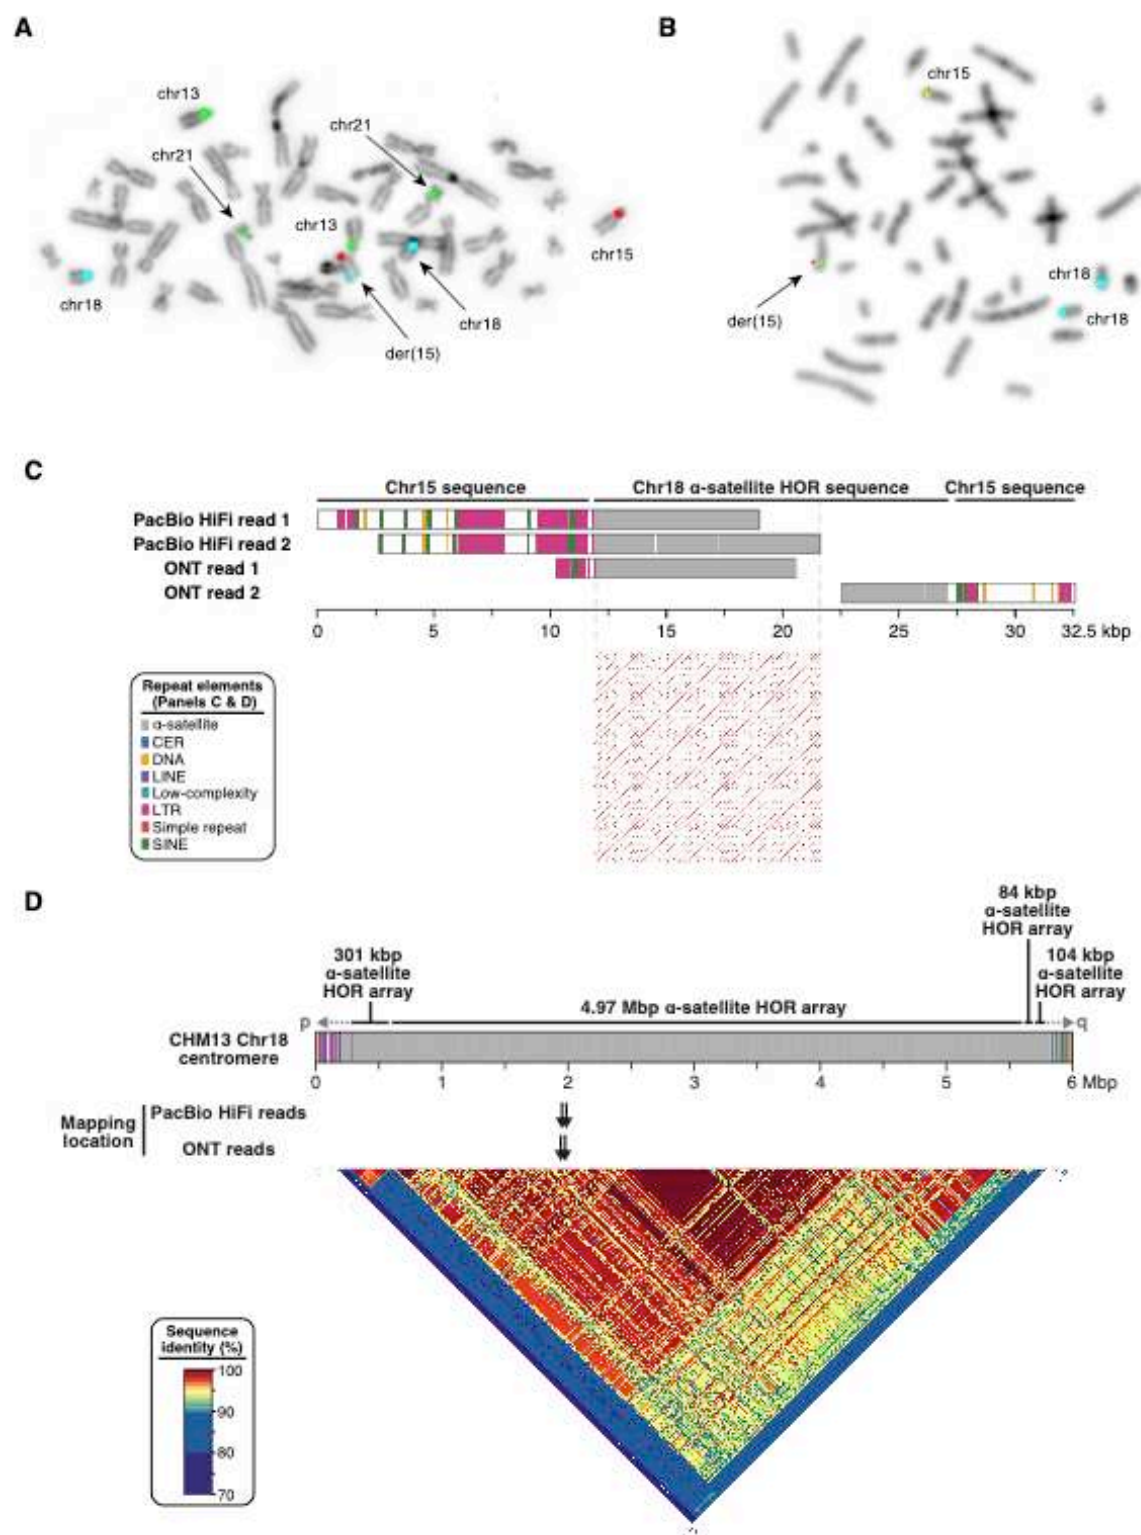 A
chr13
chr21
chr21
chr13
chr15
chr18
chr18
der(15)
B
chr15
chr18
chr18
der(15)
C
Chr15 sequence
Chr18 α-satellite HOR sequence
Chr15 sequence
PacBio HiFi read 1
PacBio HiFi read 2
ONT read 1
ONT read 2
0 5 10 15 20 25 30 32.5 kbp
Repeat elements
(Panels C & D)
α-satellite
CER
DNA
LINE
Low-complexity
LTR
Simple repeat
SINE
D
84 kbp
α-satellite
HOR array
301 kbp
α-satellite
HOR array
104 kbp
α-satellite
HOR array
4.97 Mbp α-satellite HOR array
p
q
CHM13 Chr18
centromere
0 1 2 3 4 5 6 Mbp
Mapping
location
PacBio HiFi reads
ONT reads
Sequence
identity (%)
100
90
80
70